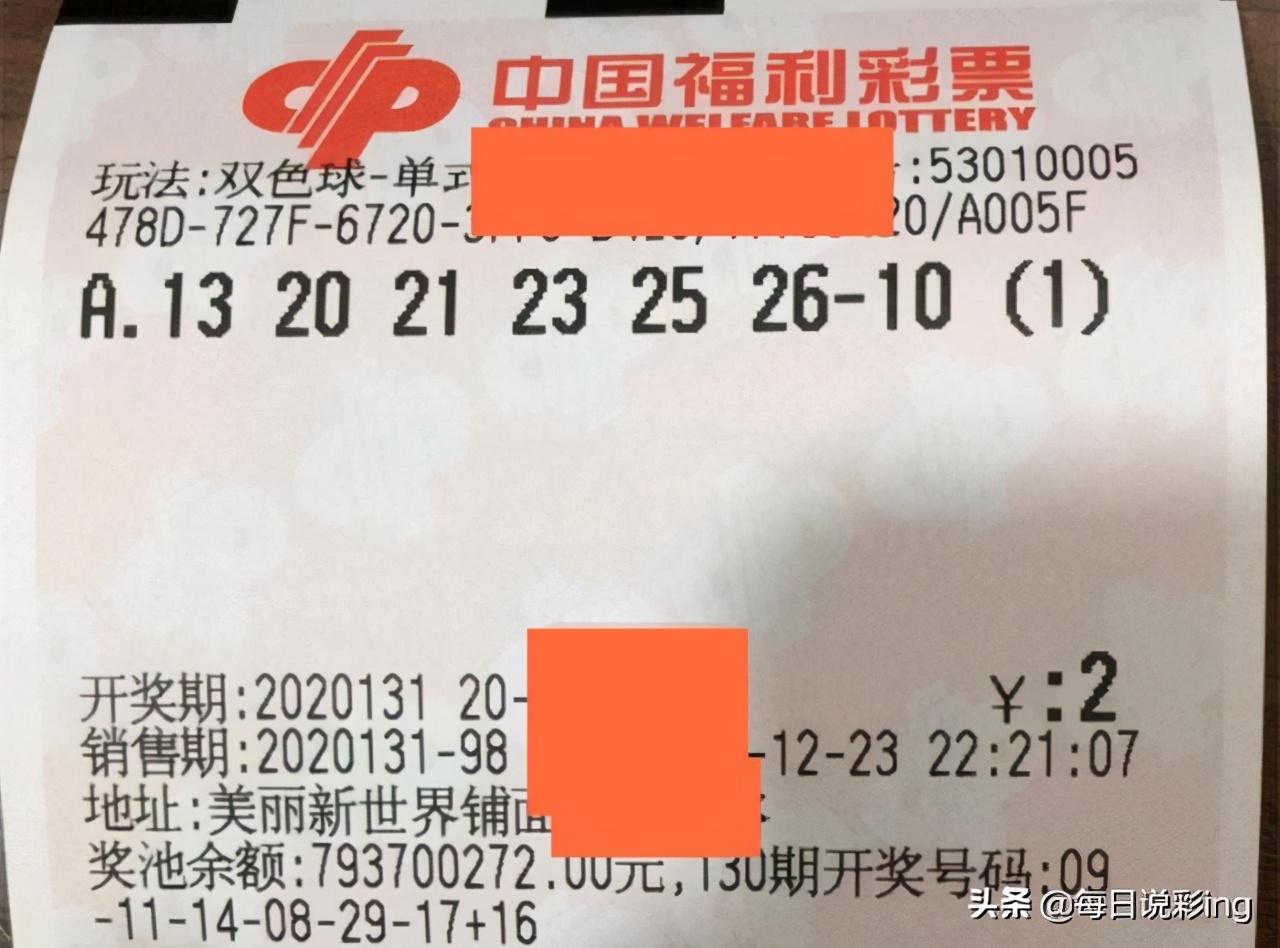 中国福利彩票
CHINA WELFARE LOTTERY
玩法:双色球-单式 :53010005
478D-727F-6720- 20/A005F
A.13 20 21 23 25 26-10 (1)
开奖期:2020131 20- ¥:2
销售期:2020131-98 -12-23 22:21:07
地址:美丽新世界铺面
奖池余额:793700272.00元,130期开奖号码:09
-11-14-08-29-17+16
头条 @每日说彩ing